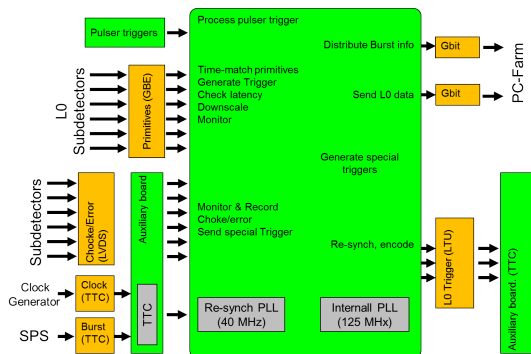 Process pulser trigger
Pulser triggers
Distribute Burst info
Gbit
PC-Farm
L0
Subdetectors
Primitives (GBE)
Time-match primitives
Generate Trigger
Check latency
Downscale
Monitor
Send L0 data
Gbit
Generate special
triggers
Subdetectors
Chocke/Error
(LVDS)
Auxiliary board
Monitor & Record
Choke/error
Send special Trigger
Re-synch, encode
L0 Trigger (LTU)
Auxiliary board. (TTC)
Clock
Generator
Clock
(TTC)
TTC
Re-synch PLL
(40 MHz)
Internall PLL
(125 MHx)
SPS
Burst
(TTC)